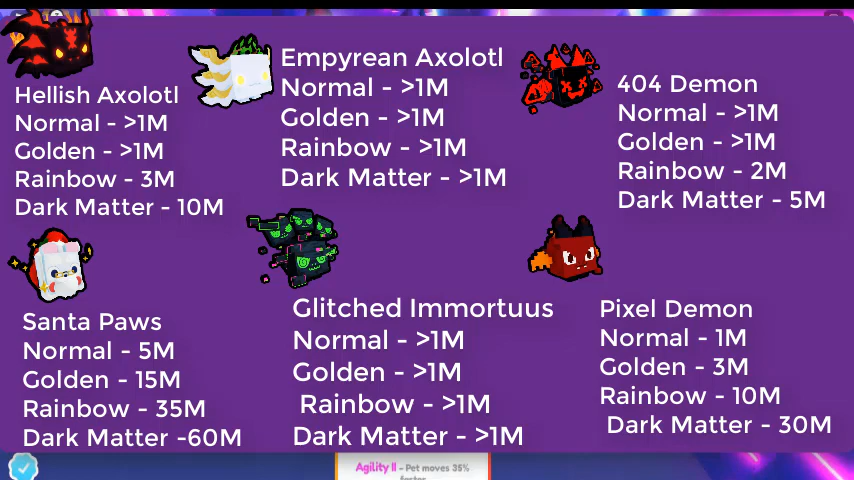 Hellish Axolotl
Normal - >1M
Golden - >1M
Rainbow - 3M
Dark Matter - 10M
Empyrean Axolotl
Normal - >1M
Golden - >1M
Rainbow - >1M
Dark Matter - >1M
404 Demon
Normal - >1M
Golden - >1M
Rainbow - 2M
Dark Matter - 5M
Santa Paws
Normal - 5M
Golden - 15M
Rainbow - 35M
Dark Matter -60M
Glitched Immortuus
Normal - >1M
Golden - >1M
Rainbow - >1M
Dark Matter - >1M
Pixel Demon
Normal - 1M
Golden - 3M
Rainbow - 10M
Dark Matter - 30M
Agility II - Pet moves 35%
faster